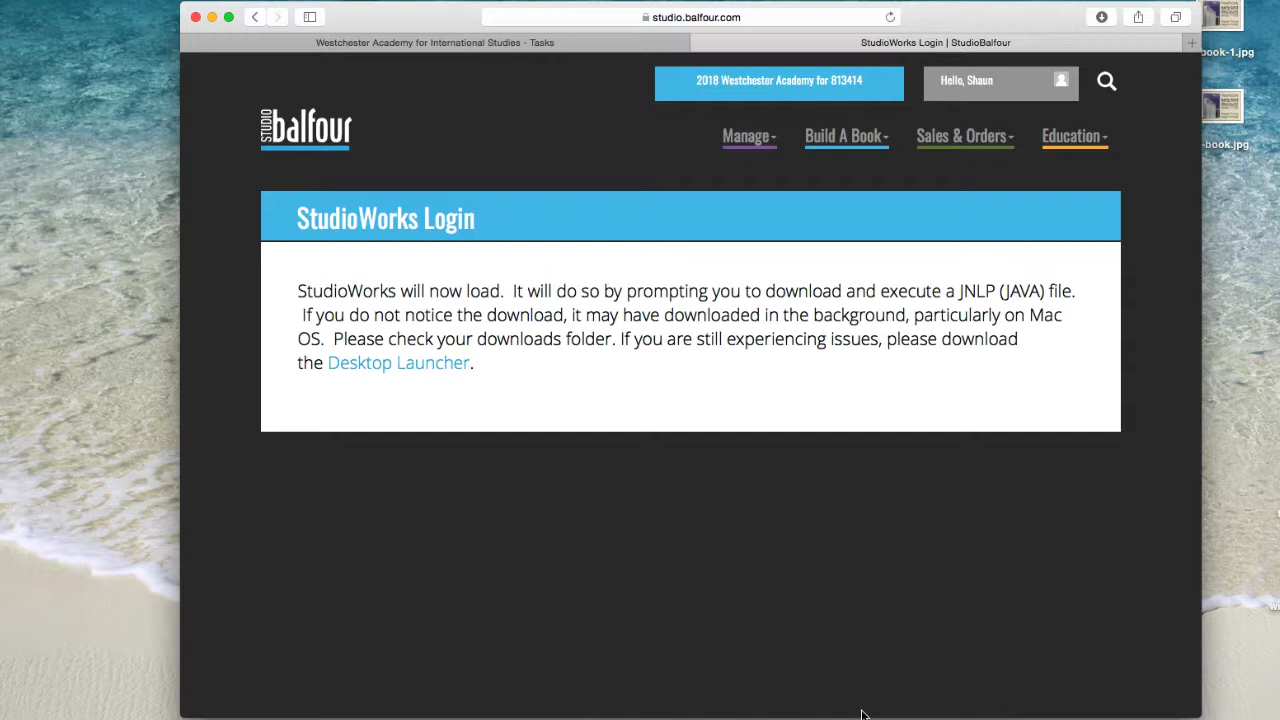 studio.balfour.com
Westchester Academy for International Studies - Tasks
StudioWorks Login | StudioBalfour
2018 Westchester Academy for 813414
Hello, Shaun
STUDIO balfour
Manage
Build A Book
Sales & Orders
Education
StudioWorks Login
StudioWorks will now load.  It will do so by prompting you to download and execute a JNLP (JAVA) file.
If you do not notice the download, it may have downloaded in the background, particularly on Mac
OS.  Please check your downloads folder. If you are still experiencing issues, please download
the Desktop Launcher.
book-1.jpg
-book.jpg